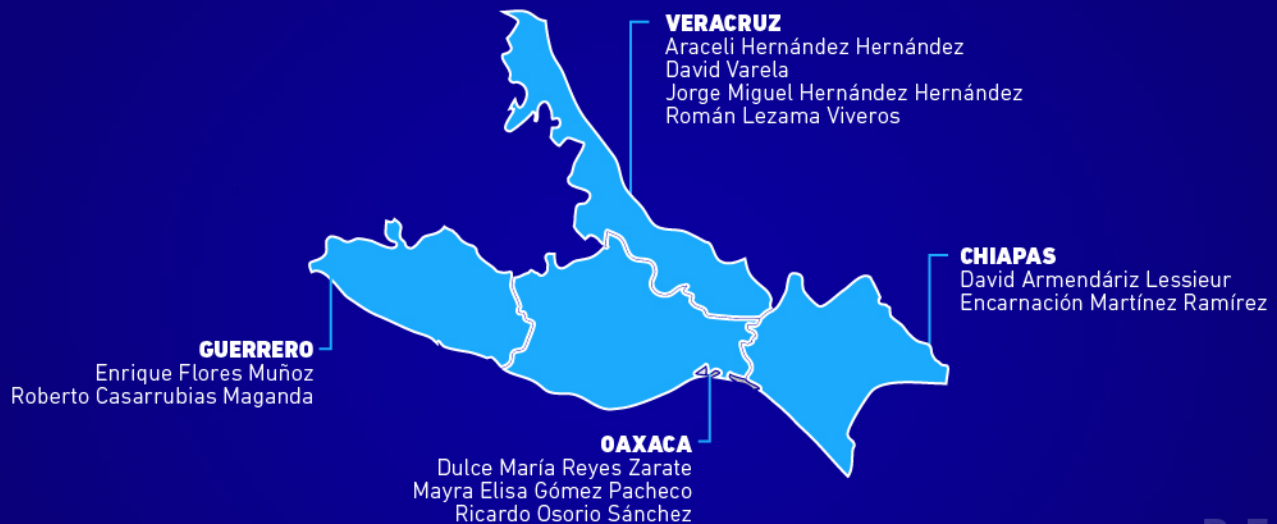 VERACRUZ
Araceli Hernández Hernández
David Varela
Jorge Miguel Hernández Hernández
Román Lezama Viveros
CHIAPAS
David Armendáriz Lessieur
Encarnación Martínez Ramírez
GUERRERO
Enrique Flores Muñoz
Roberto Casarrubias Maganda
OAXACA
Dulce María Reyes Zarate
Mayra Elisa Gómez Pacheco
Ricardo Osorio Sánchez